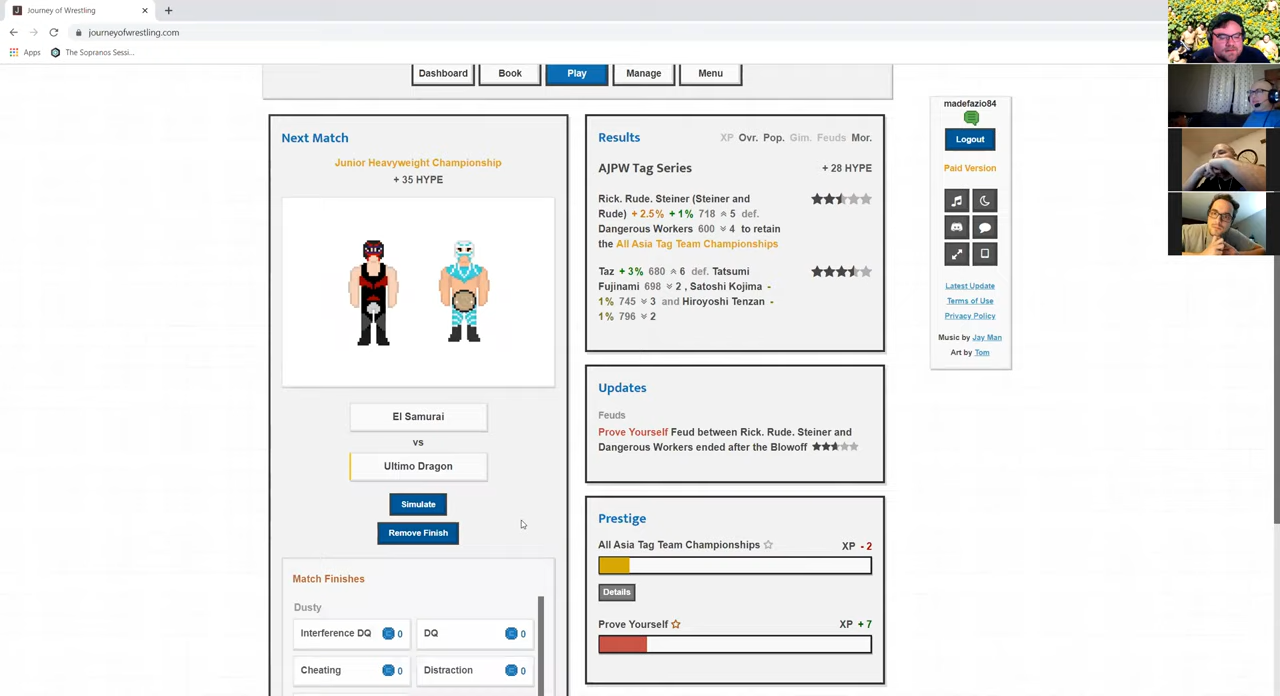 Journey of Wrestling
journeyofwrestling.com
Apps
The Sopranos Sessi...
Dashboard
Book
Play
Manage
Menu
Next Match
Junior Heavyweight Championship
+ 35 HYPE
El Samurai
vs
Ultimo Dragon
Simulate
Remove Finish
Match Finishes
Dusty
Interference DQ 0
DQ 0
Cheating 0
Distraction 0
Results
XP Ovr. Pop. Gim. Feuds Mor.
AJPW Tag Series
+ 28 HYPE
Rick. Rude. Steiner (Steiner and
Rude) + 2.5% + 1% 718 5 def.
Dangerous Workers 600 4 to retain
the All Asia Tag Team Championships
Taz + 3% 680 6 def. Tatsumi
Fujinami 698 2 , Satoshi Kojima -
1% 745 3 and Hiroyoshi Tenzan -
1% 796 2
Updates
Feuds
Prove Yourself Feud between Rick. Rude. Steiner and
Dangerous Workers ended after the Blowoff
Prestige
All Asia Tag Team Championships
XP - 2
Details
Prove Yourself
XP + 7
madefazio84
Logout
Paid Version
Latest Update
Terms of Use
Privacy Policy
Music by Jay Man
Art by Tom